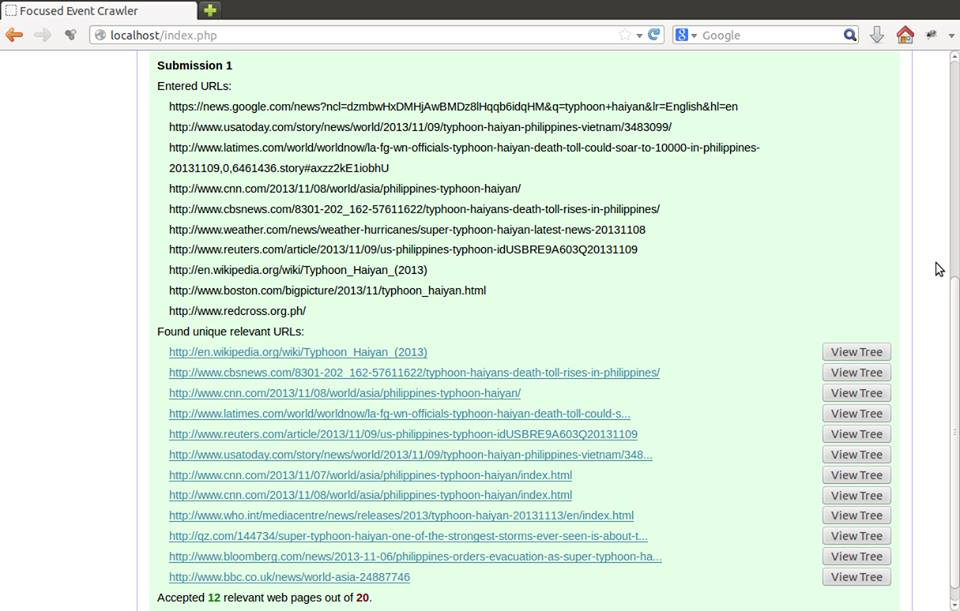 Focused Event Crawler
localhost/index.php
Google
Submission 1
Entered URLs:
https://news.google.com/news?ncl=dzmbwHxDMHjAwBMDz8lHqqb6idqHM&q=typhoon+haiyan&lr=English&hl=en
http://www.usatoday.com/story/news/world/2013/11/09/typhoon-haiyan-philippines-vietnam/3483099/
http://www.latimes.com/world/worldnow/la-fg-wn-officials-typhoon-haiyan-death-toll-could-soar-to-10000-in-philippines-
20131109,0,6461436.story#axzz2kE1iobhU
http://www.cnn.com/2013/11/08/world/asia/philippines-typhoon-haiyan/
http://www.cbsnews.com/8301-202_162-57611622/typhoon-haiyans-death-toll-rises-in-philippines/
http://www.weather.com/news/weather-hurricanes/super-typhoon-haiyan-latest-news-20131108
http://www.reuters.com/article/2013/11/09/us-philippines-typhoon-idUSBRE9A603Q20131109
http://en.wikipedia.org/wiki/Typhoon_Haiyan_(2013)
http://www.boston.com/bigpicture/2013/11/typhoon_haiyan.html
http://www.redcross.org.ph/
Found unique relevant URLs:
http://en.wikipedia.org/wiki/Typhoon_Haiyan_(2013) View Tree
http://www.cbsnews.com/8301-202_162-57611622/typhoon-haiyans-death-toll-rises-in-philippines/ View Tree
http://www.cnn.com/2013/11/08/world/asia/philippines-typhoon-haiyan/ View Tree
http://www.latimes.com/world/worldnow/la-fg-wn-officials-typhoon-haiyan-death-toll-could-s... View Tree
http://www.reuters.com/article/2013/11/09/us-philippines-typhoon-idUSBRE9A603Q20131109 View Tree
http://www.usatoday.com/story/news/world/2013/11/09/typhoon-haiyan-philippines-vietnam/348... View Tree
http://www.cnn.com/2013/11/07/world/asia/philippines-typhoon-haiyan/index.html View Tree
http://www.cnn.com/2013/11/08/world/asia/philippines-typhoon-haiyan/index.html View Tree
http://www.who.int/mediacentre/news/releases/2013/typhoon-haiyan-20131113/en/index.html View Tree
http://qz.com/144734/super-typhoon-haiyan-one-of-the-strongest-storms-ever-seen-is-about-t... View Tree
http://www.bloomberg.com/news/2013-11-06/philippines-orders-evacuation-as-super-typhoon-ha... View Tree
http://www.bbc.co.uk/news/world-asia-24887746 View Tree
Accepted 12 relevant web pages out of 20.